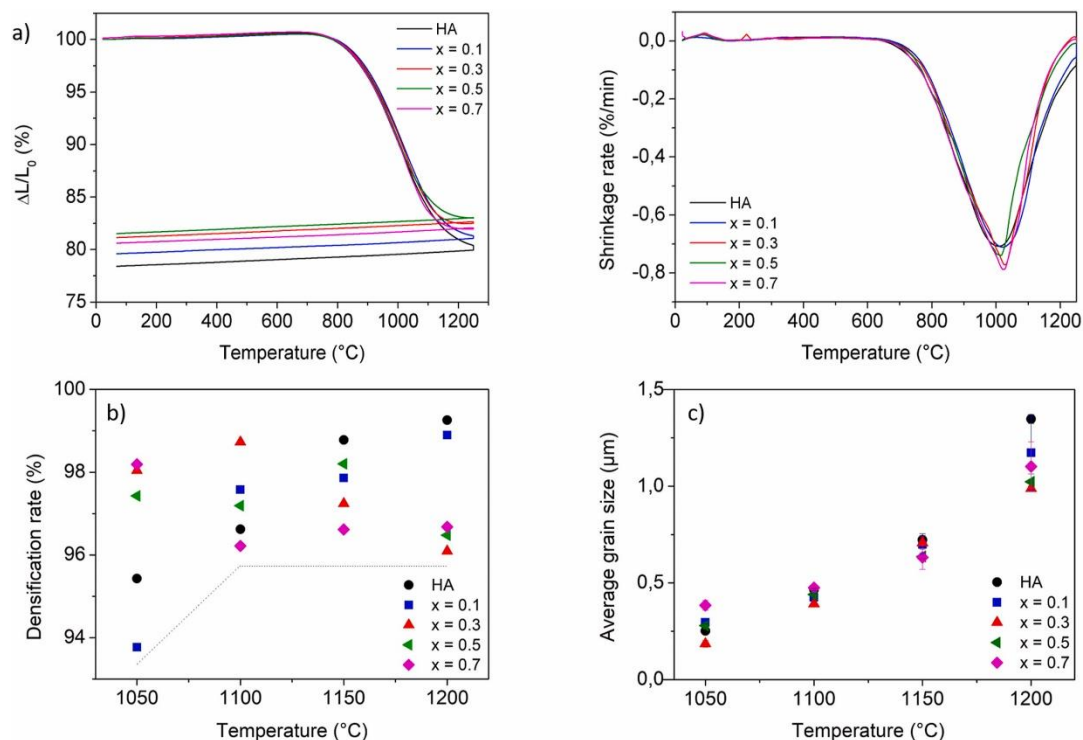 a)
ΔL/L₀ (%)
100
95
90
85
80
75
0 200 400 600 800 1000 1200
Temperature (°C)
HA
x = 0.1
x = 0.3
x = 0.5
x = 0.7
Shrinkage rate (%/min)
0,0
-0,2
-0,4
-0,6
-0,8
0 200 400 600 800 1000 1200
Temperature (°C)
HA
x = 0.1
x = 0.3
x = 0.5
x = 0.7
b)
Densification rate (%)
100
98
96
94
1050 1100 1150 1200
Temperature (°C)
HA
x = 0.1
x = 0.3
x = 0.5
x = 0.7
c)
Average grain size (µm)
1,5
1,0
0,5
0,0
1050 1100 1150 1200
Temperature (°C)
HA
x = 0.1
x = 0.3
x = 0.5
x = 0.7